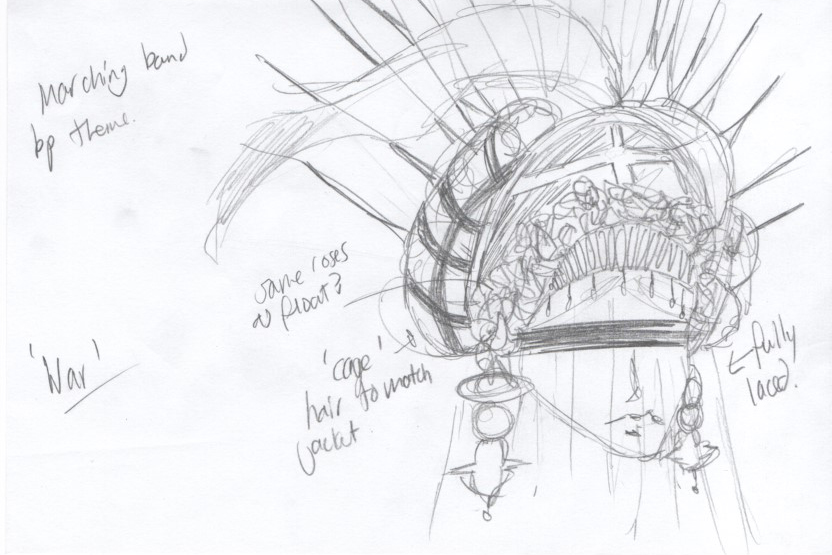 Marching band
bp theme.
same roses
as float?
'cage'
hair to match
jacket.
'War'
←fully
laced.